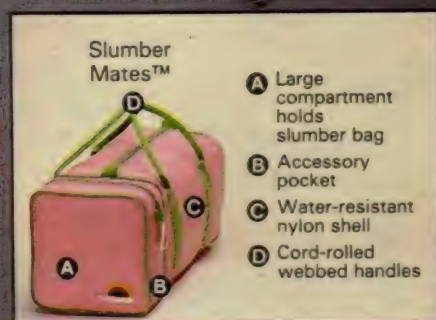 Slumber
Mates™
D
A Large
compartment
holds
slumber bag
B Accessory
pocket
C Water-resistant
nylon shell
D Cord-rolled
webbed handles
C
A
B